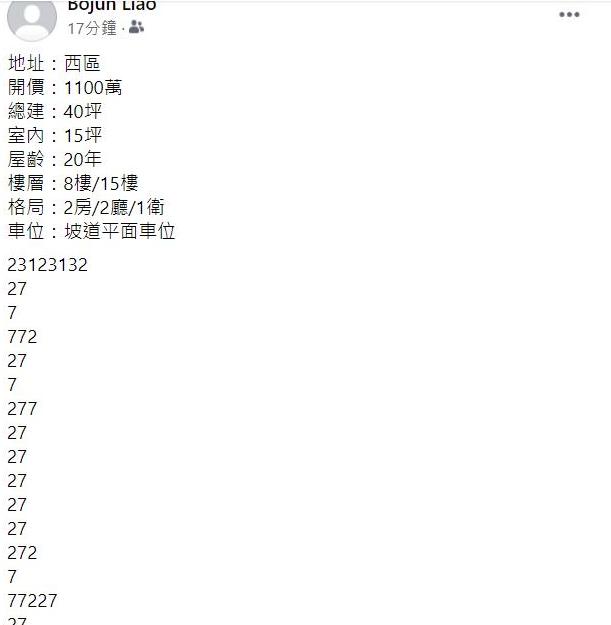 Bojun Liao
17分鐘 ·
地址：西區
開價：1100萬
總建：40坪
室內：15坪
屋齡：20年
樓層：8樓/15樓
格局：2房/2廳/1衛
車位：坡道平面車位
23123132
27
7
772
27
7
277
27
27
27
27
27
272
7
77227
27